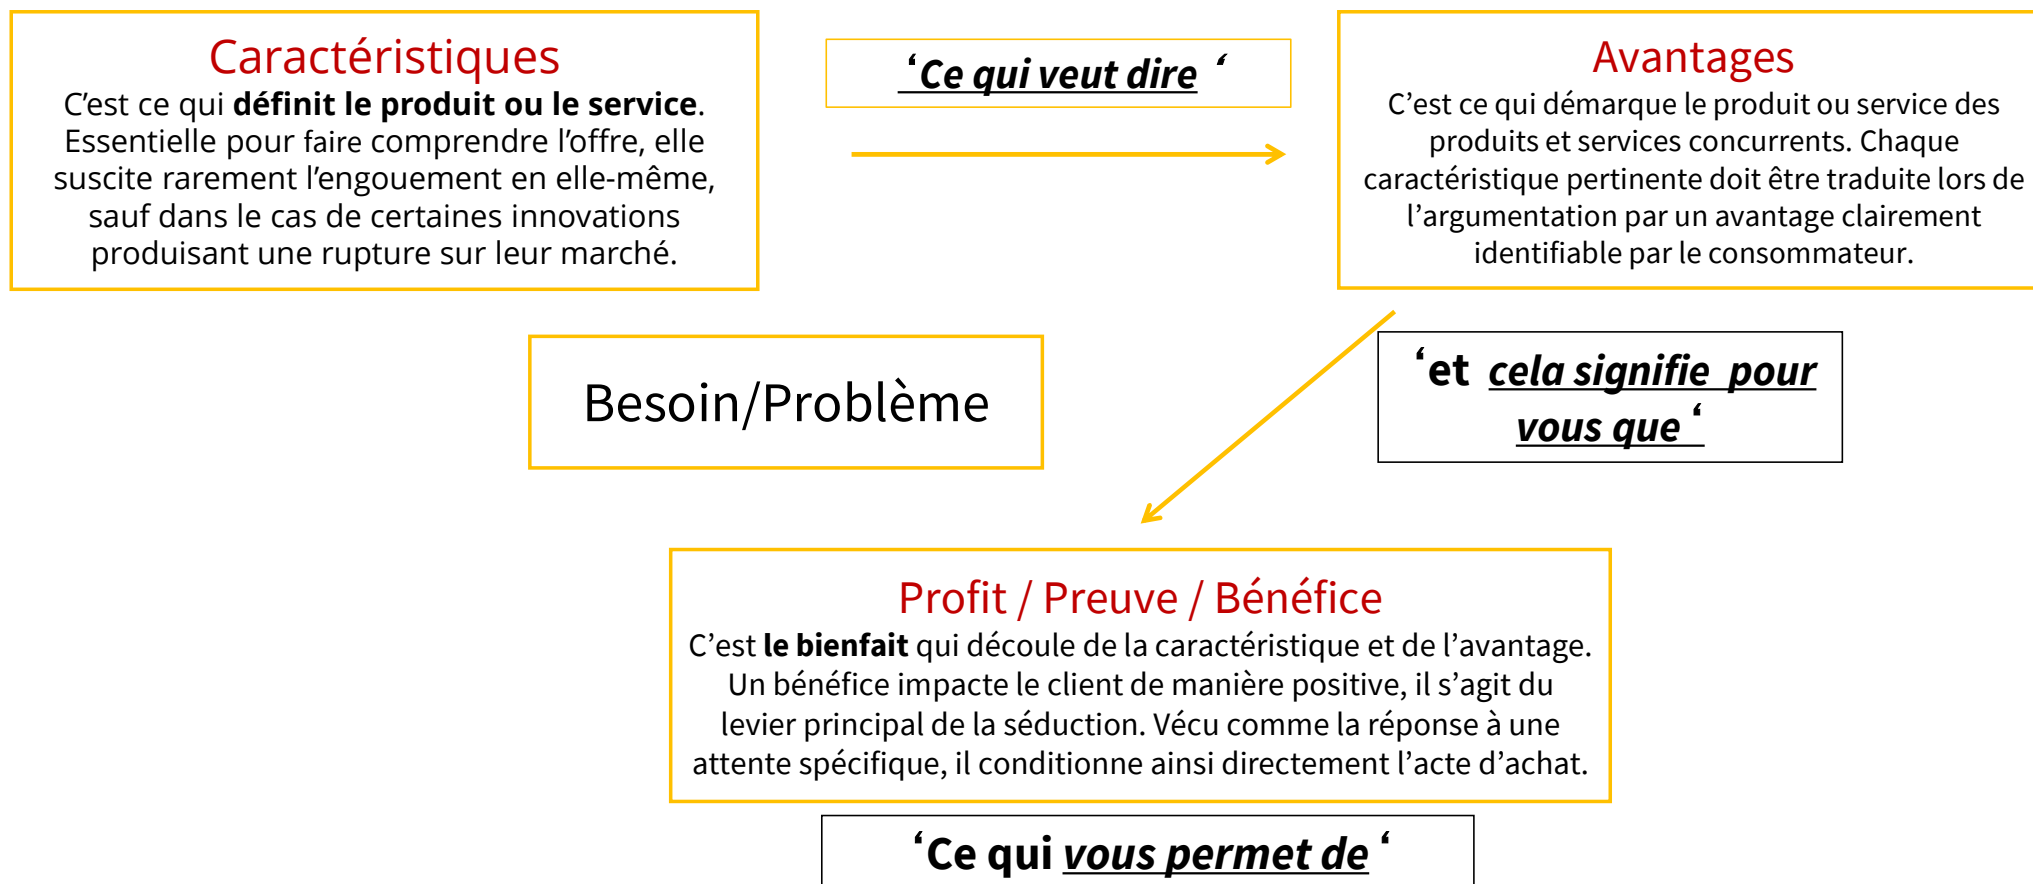 Caractéristiques
C'est ce qui définit le produit ou le service.
Essentielle pour faire comprendre l'offre, elle
suscite rarement l'engouement en elle-même,
sauf dans le cas de certaines innovations
produisant une rupture sur leur marché.
‘Ce qui veut dire ‘
Avantages
C’est ce qui démarque le produit ou service des
produits et services concurrents. Chaque
caractéristique pertinente doit être traduite lors de
l’argumentation par un avantage clairement
identifiable par le consommateur.
Besoin/Problème
‘et cela signifie pour
vous que ‘
Profit / Preuve / Bénéfice
C’est le bienfait qui découle de la caractéristique et de l’avantage.
Un bénéfice impacte le client de manière positive, il s’agit du
levier principal de la séduction. Vécu comme la réponse à une
attente spécifique, il conditionne ainsi directement l’acte d’achat.
‘Ce qui vous permet de ‘